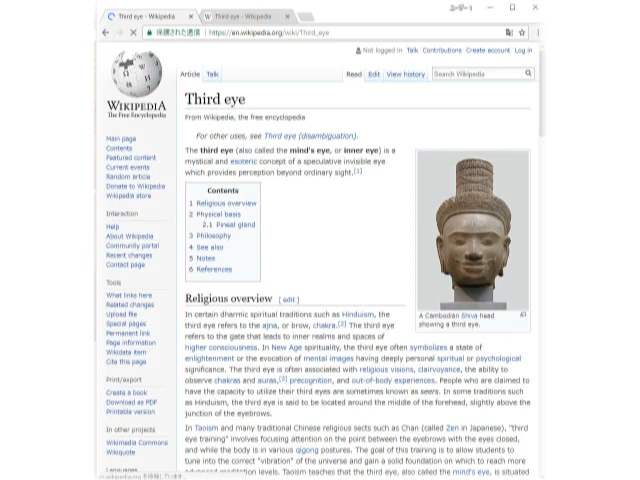 Third eye - Wikipedia
Third eye - Wikipedia
ユーザー1
保護された通信 | https://en.wikipedia.org/wiki/Third_eye
Not logged in Talk Contributions Create account Log in
Article Talk
Read Edit View history
Search Wikipedia
WIKIPEDIA
The Free Encyclopedia
Main page
Contents
Featured content
Current events
Random article
Donate to Wikipedia
Wikipedia store
Interaction
Help
About Wikipedia
Community portal
Recent changes
Contact page
Tools
What links here
Related changes
Upload file
Special pages
Permanent link
Page information
Wikidata item
Cite this page
Print/export
Create a book
Download as PDF
Printable version
In other projects
Wikimedia Commons
Wikiquote
Languages
Third eye
From Wikipedia, the free encyclopedia
For other uses, see Third eye (disambiguation).
The third eye (also called the mind's eye, or inner eye) is a
mystical and esoteric concept of a speculative invisible eye
which provides perception beyond ordinary sight.[1]
Contents
1 Religious overview
2 Physical basis
2.1 Pineal gland
3 Philosophy
4 See also
5 Notes
6 References
A Cambodian Shiva head
showing a third eye.
Religious overview [ edit ]
In certain dharmic spiritual traditions such as Hinduism, the
third eye refers to the ajna, or brow, chakra.[2] The third eye
refers to the gate that leads to inner realms and spaces of
higher consciousness. In New Age spirituality, the third eye often symbolizes a state of
enlightenment or the evocation of mental images having deeply personal spiritual or psychological
significance. The third eye is often associated with religious visions, clairvoyance, the ability to
observe chakras and auras,[3] precognition, and out-of-body experiences. People who are claimed to
have the capacity to utilize their third eyes are sometimes known as seers. In some traditions such
as Hinduism, the third eye is said to be located around the middle of the forehead, slightly above the
junction of the eyebrows.
In Taoism and many traditional Chinese religious sects such as Chan (called Zen in Japanese), "third
eye training" involves focusing attention on the point between the eyebrows with the eyes closed,
and while the body is in various qigong postures. The goal of this training is to allow students to
tune into the correct "vibration" of the universe and gain a solid foundation on which to reach more
advanced meditation levels. Taoism teaches that the third eye, also called the mind's eye, is situated